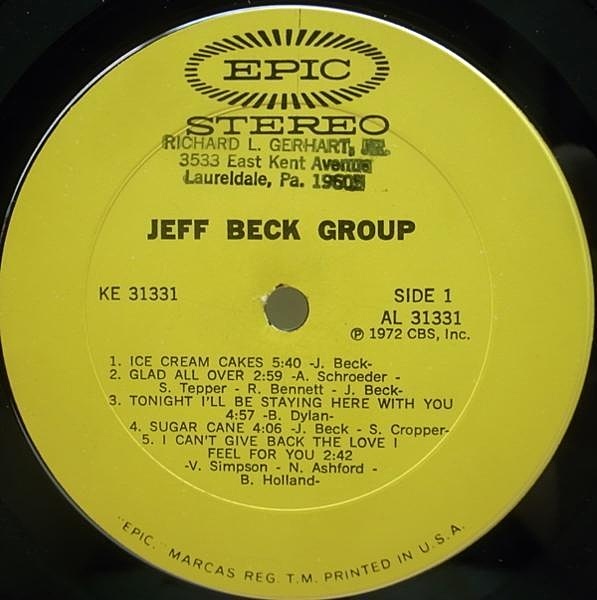 EPIC
STEREO
RICHARD L. GERHART, JR.
3533 East Kent Avenue
Laureldale, Pa. 19605
JEFF BECK GROUP
KE 31331
SIDE 1
AL 31331
℗ 1972 CBS, Inc.
1. ICE CREAM CAKES 5:40 -J. Beck-
2. GLAD ALL OVER 2:59 -A. Schroeder -
S. Tepper - R. Bennett - J. Beck-
3. TONIGHT I'LL BE STAYING HERE WITH YOU
4:57 -B. Dylan-
4. SUGAR CANE 4:06 -J. Beck - S. Cropper-
5. I CAN'T GIVE BACK THE LOVE I
FEEL FOR YOU 2:42
-V. Simpson - N. Ashford -
B. Holland-
"EPIC," MARCAS REG. T.M. PRINTED IN U.S.A.